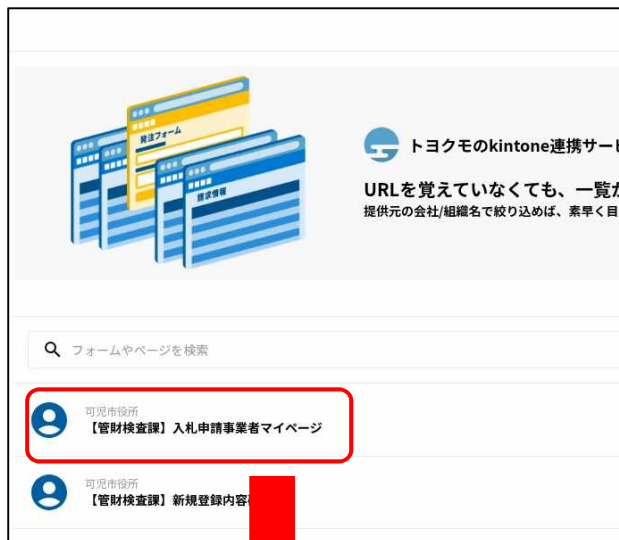 発注フォーム
請求情報
トヨクモのkintone連携サー
URLを覚えていなくても、一覧
提供元の会社/組織名で絞り込めば、素早く目
フォームやページを検索
可児市役所
【管財検査課】入札申請事業者マイページ
可児市役所
【管財検査課】新規登録内容